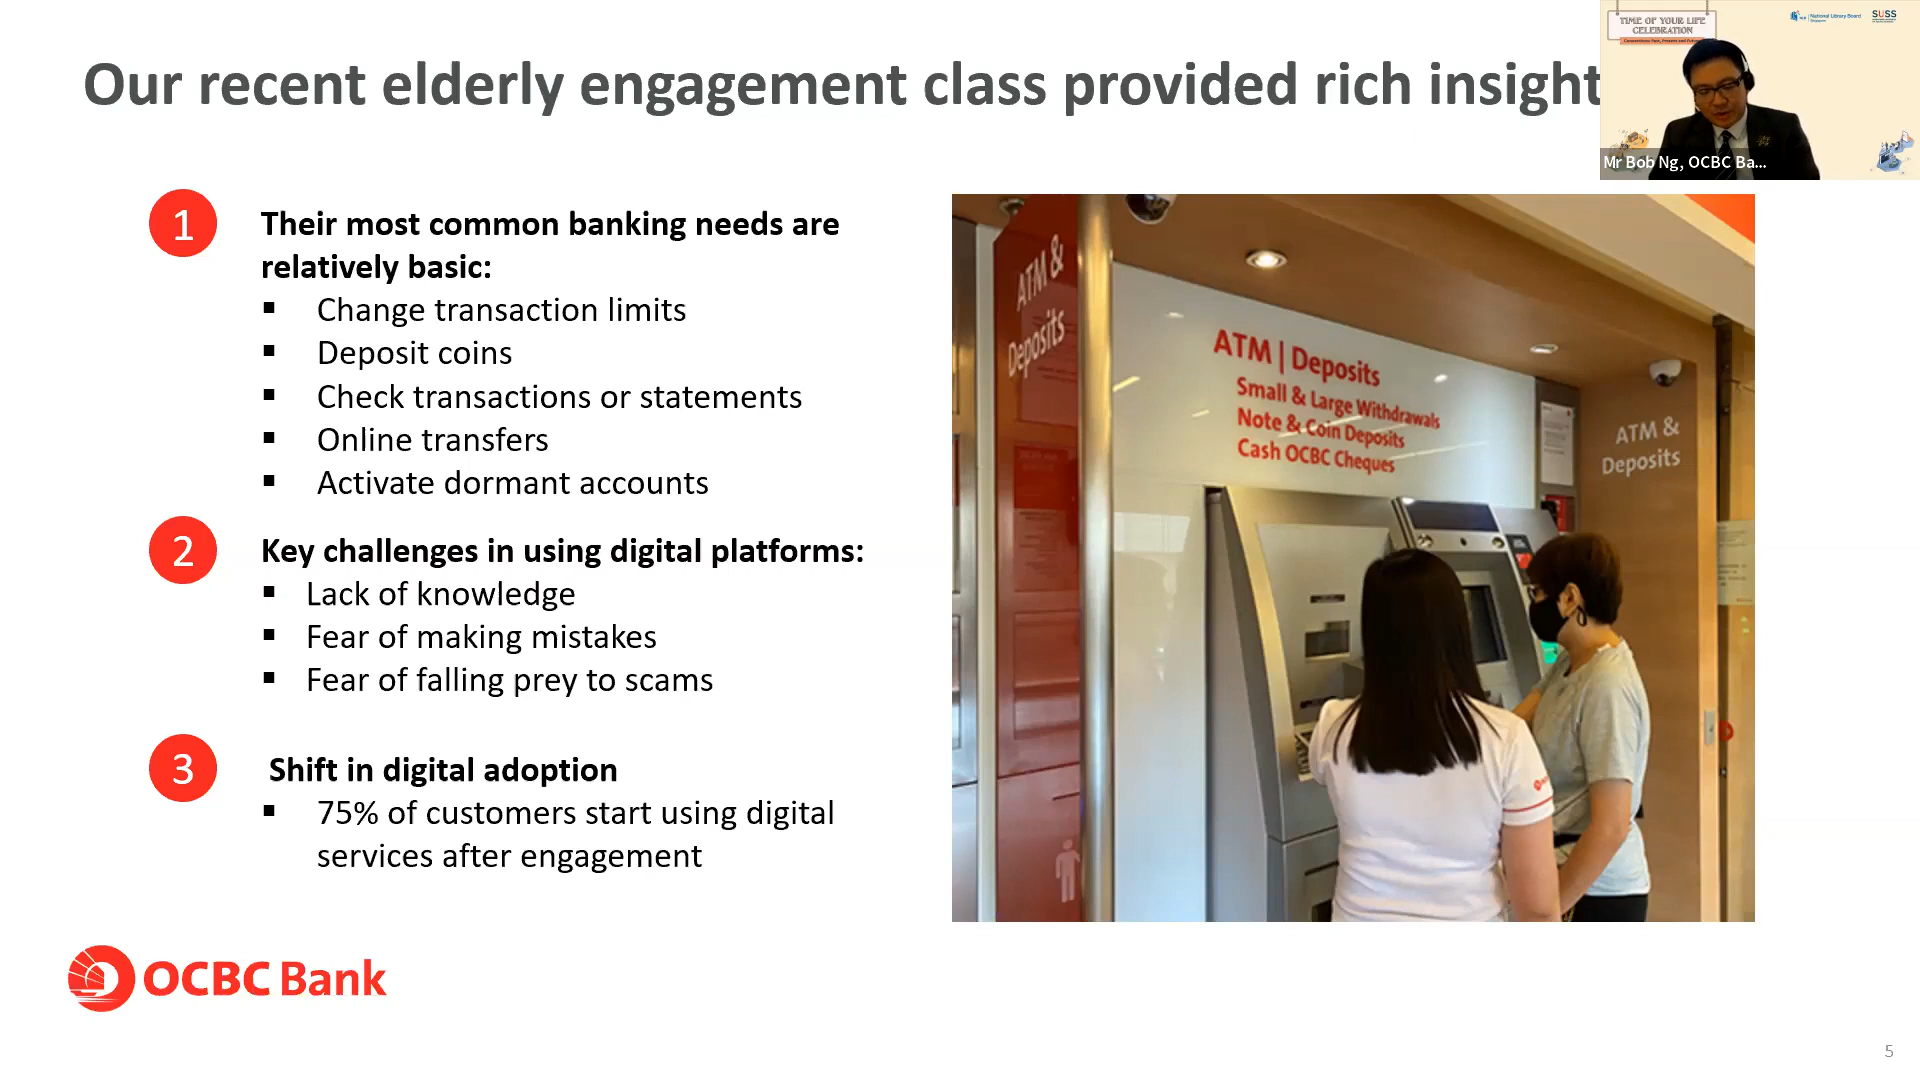 Our recent elderly engagement class provided rich insight
TIME OF YOUR LIFE
CELEBRATION
National Library Board
Singapore
SUSS
Mr Bob Ng, OCBC Ba...
1
Their most common banking needs are
relatively basic:
▪ Change transaction limits
▪ Deposit coins
▪ Check transactions or statements
▪ Online transfers
▪ Activate dormant accounts
2
Key challenges in using digital platforms:
▪ Lack of knowledge
▪ Fear of making mistakes
▪ Fear of falling prey to scams
3
Shift in digital adoption
▪ 75% of customers start using digital
services after engagement
ATM &
Deposits
ATM | Deposits
Small & Large Withdrawals
Note & Coin Deposits
Cash OCBC Cheques
ATM &
Deposits
OCBC Bank
5